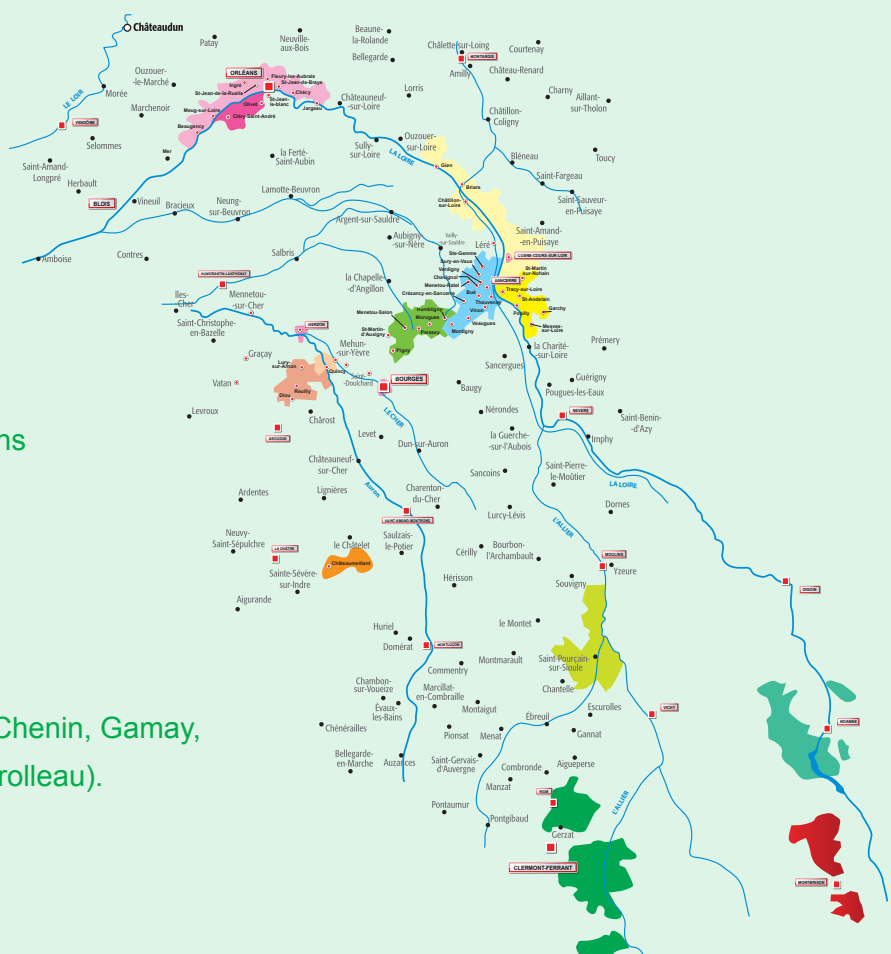 Châteaudun
Patay
Neuville-
aux-Bois
Beaune-
la-Rolande
Bellegarde
Châlette-sur-Loing
Courtenay
MONTARGIS
Amilly
Château-Renard
Ouzouer-
-le-Marché
ORLÉANS
Fleury-les-Aubrais
Ingré
St-Jean-de-Braye
St-Jean-de-la-Ruelle
Chécy
St-Jean-
le-blanc
Olivet
Jargeau
Meug-sur-Loire
Cléry Saint-André
Beaugency
Châteauneuf-
-sur-Loire
Lorris
Charny
Aillant-
sur-Tholon
LE LOIR
Morée
Marchenoir
VENDÔME
Selommes
Mer
la Ferté-
Saint-Aubin
Sully-
sur-Loire
Ouzouer-
sur-Loire
Châtillon-
Coligny
Toucy
Saint-Amand-
Longpré
Herbault
LA LOIRE
Gien
Bléneau
Saint-Fargeau
Briare
Châtillon-
sur-Loire
Saint-Sauveur-
en-Puisaye
BLOIS
Vineuil
Bracieux
Neung-
sur-Beuvron
Lamotte-Beuvron
Argent-sur-Sauldre
Aubigny-
-sur-Nère
Vailly-
-sur-Sauldre
Léré
Saint-Amand-
en-Puisaye
COSNE-COURS-SUR-LOIR
Amboise
Contres
Salbris
Ste-Gemme
Sury-en-Vaux
Verdigny
Chavignol
Menetou-Ratel
SANCERRE
St-Martin
sur-Nohain
Crézancy-en-Sancerre
Bué
Tracy-sur-Loire
Thauvenay
St-Andelain
Vinon
Pouilly
Garchy
Veaugues
Montigny
Mesves-
sur-Loire
ROMORANTIN-LANTHENAY
la Chapelle
-d'Angillon
Iles-
-Cher
Mennetou-
-sur-Cher
Saint-Christophe-
en-Bazelle
Menetou-Salon
Humbligny
Morogues
Parassy
St-Martin-
d'Auxigny
Pigny
VIERZON
Mehun-
-sur-Yèvre
Graçay
Lury-
sur-Arnon
Quincy
Saint-
-Doulchard
BOURGES
Vatan
Reuilly
Diou
Levroux
Chârost
LE CHER
Sancergues
la Charité-
-sur-Loire
Prémery
Baugy
Guérigny
Pougues-les-Eaux
ISSOUDUN
Levet
Dun-sur-Auron
Nérondes
NEVERS
Saint-Benin-
-d'Azy
la Guerche-
-sur-l'Aubois
Imphy
ns
Châteauneuf-
sur-Cher
Sancoins
Saint-Pierre-
le-Moûtier
LA LOIRE
Auron
Ardentes
Lignières
Charenton-
du-Cher
Lurcy-Lévis
Dornes
SAINT-AMAND-MONTROND
L'ALLIER
Neuvy-
Saint-Sépulchre
LA CHÂTRE
le Châtelet
Saulzais-
le-Potier
Châteaumeillant
Cérilly
Bourbon-
l'Archambault
MOULINS
Yzeure
Sainte-Sévère-
sur-Indre
Aigurande
Hérisson
Souvigny
DIGOIN
Huriel
Domérat
MONTLUÇON
le Montet
Montmarault
Saint-Pourçain-
sur-Sioule
Commentry
Chantelle
Chambon-
sur-Voueize
Évaux-
les-Bains
Marcillat-
en-Combraille
Montaigut
Ébreuil
Escurolles
VICHY
Chénérailles
Pionsat
Menat
Gannat
ROANNE
Chenin, Gamay,
rolleau).
Bellegarde-
en-Marche
Auzances
Saint-Gervais-
d'Auvergne
Combronde
Aigueperse
Manzat
RIOM
L'ALLIER
Pontaumur
Pontgibaud
Gerzat
CLERMONT-FERRANT
MONTBRISON